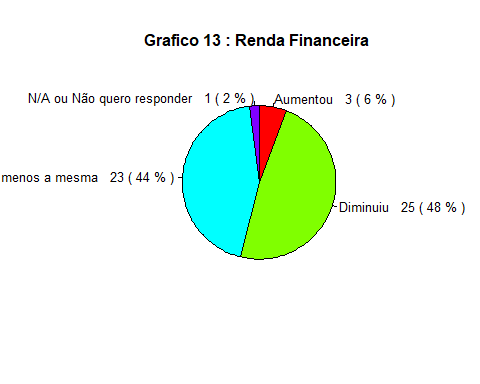 Grafico 13 : Renda Financeira
N/A ou Não quero responder 1 ( 2 % )
Aumentou 3 ( 6 % )
menos a mesma 23 ( 44 % )
Diminuiu 25 ( 48 % )